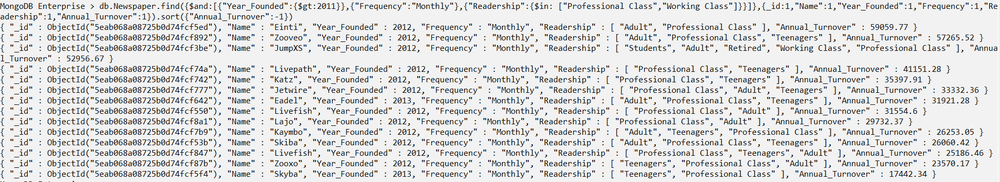 MongoDB Enterprise > db.Newspaper.find({$and:[{"Year_Founded":{$gt:2011}},{"Frequency":"Monthly"},{"Readership":{$in: ["Professional Class","Working Class"]}}]},{_id:1,"Name":1,"Year_Founded":1,"Frequency":1,"Re
adership":1,"Annual_Turnover":1}).sort({"Annual_Turnover":-1})
{ "_id" : ObjectId("5eab068a08725b0d74fcf5ed"), "Name" : "Einti", "Year_Founded" : 2012, "Frequency" : "Monthly", "Readership" : [ "Adult", "Professional Class" ], "Annual_Turnover" : 59059.77 }
{ "_id" : ObjectId("5eab068a08725b0d74fcf892"), "Name" : "Zooveo", "Year_Founded" : 2012, "Frequency" : "Monthly", "Readership" : [ "Adult", "Professional Class", "Teenagers" ], "Annual_Turnover" : 57265.52 }
{ "_id" : ObjectId("5eab068a08725b0d74fcf3be"), "Name" : "JumpXS", "Year_Founded" : 2012, "Frequency" : "Monthly", "Readership" : [ "Students", "Adult", "Retired", "Working Class", "Professional Class" ], "Annua
l_Turnover" : 52956.67 }
{ "_id" : ObjectId("5eab068a08725b0d74fcf74a"), "Name" : "Livepath", "Year_Founded" : 2012, "Frequency" : "Monthly", "Readership" : [ "Professional Class", "Teenagers" ], "Annual_Turnover" : 41151.28 }
{ "_id" : ObjectId("5eab068a08725b0d74fcf742"), "Name" : "Katz", "Year_Founded" : 2012, "Frequency" : "Monthly", "Readership" : [ "Professional Class", "Teenagers" ], "Annual_Turnover" : 35397.91 }
{ "_id" : ObjectId("5eab068a08725b0d74fcf777"), "Name" : "Jetwire", "Year_Founded" : 2012, "Frequency" : "Monthly", "Readership" : [ "Professional Class", "Adult", "Teenagers" ], "Annual_Turnover" : 33332.36 }
{ "_id" : ObjectId("5eab068a08725b0d74fcf642"), "Name" : "Eadel", "Year_Founded" : 2013, "Frequency" : "Monthly", "Readership" : [ "Adult", "Professional Class", "Teenagers" ], "Annual_Turnover" : 31921.28 }
{ "_id" : ObjectId("5eab068a08725b0d74fcf550"), "Name" : "Livefish", "Year_Founded" : 2012, "Frequency" : "Monthly", "Readership" : [ "Professional Class", "Adult" ], "Annual_Turnover" : 31554.6 }
{ "_id" : ObjectId("5eab068a08725b0d74fcf8a1"), "Name" : "Lajo", "Year_Founded" : 2012, "Frequency" : "Monthly", "Readership" : [ "Professional Class", "Adult" ], "Annual_Turnover" : 29732.37 }
{ "_id" : ObjectId("5eab068a08725b0d74fcf7b9"), "Name" : "Kaymbo", "Year_Founded" : 2012, "Frequency" : "Monthly", "Readership" : [ "Adult", "Teenagers", "Professional Class" ], "Annual_Turnover" : 26253.05 }
{ "_id" : ObjectId("5eab068a08725b0d74fcf53b"), "Name" : "Skiba", "Year_Founded" : 2012, "Frequency" : "Monthly", "Readership" : [ "Adult", "Professional Class", "Teenagers" ], "Annual_Turnover" : 26060.42 }
{ "_id" : ObjectId("5eab068a08725b0d74fcf847"), "Name" : "Livefish", "Year_Founded" : 2012, "Frequency" : "Monthly", "Readership" : [ "Professional Class", "Teenagers", "Adult" ], "Annual_Turnover" : 25186.46 }
{ "_id" : ObjectId("5eab068a08725b0d74fcf87b"), "Name" : "Zooxo", "Year_Founded" : 2012, "Frequency" : "Monthly", "Readership" : [ "Teenagers", "Professional Class", "Adult" ], "Annual_Turnover" : 23570.17 }
{ "_id" : ObjectId("5eab068a08725b0d74fcf5f4"), "Name" : "Skyba", "Year_Founded" : 2013, "Frequency" : "Monthly", "Readership" : [ "Teenagers", "Professional Class" ], "Annual_Turnover" : 17442.34 }